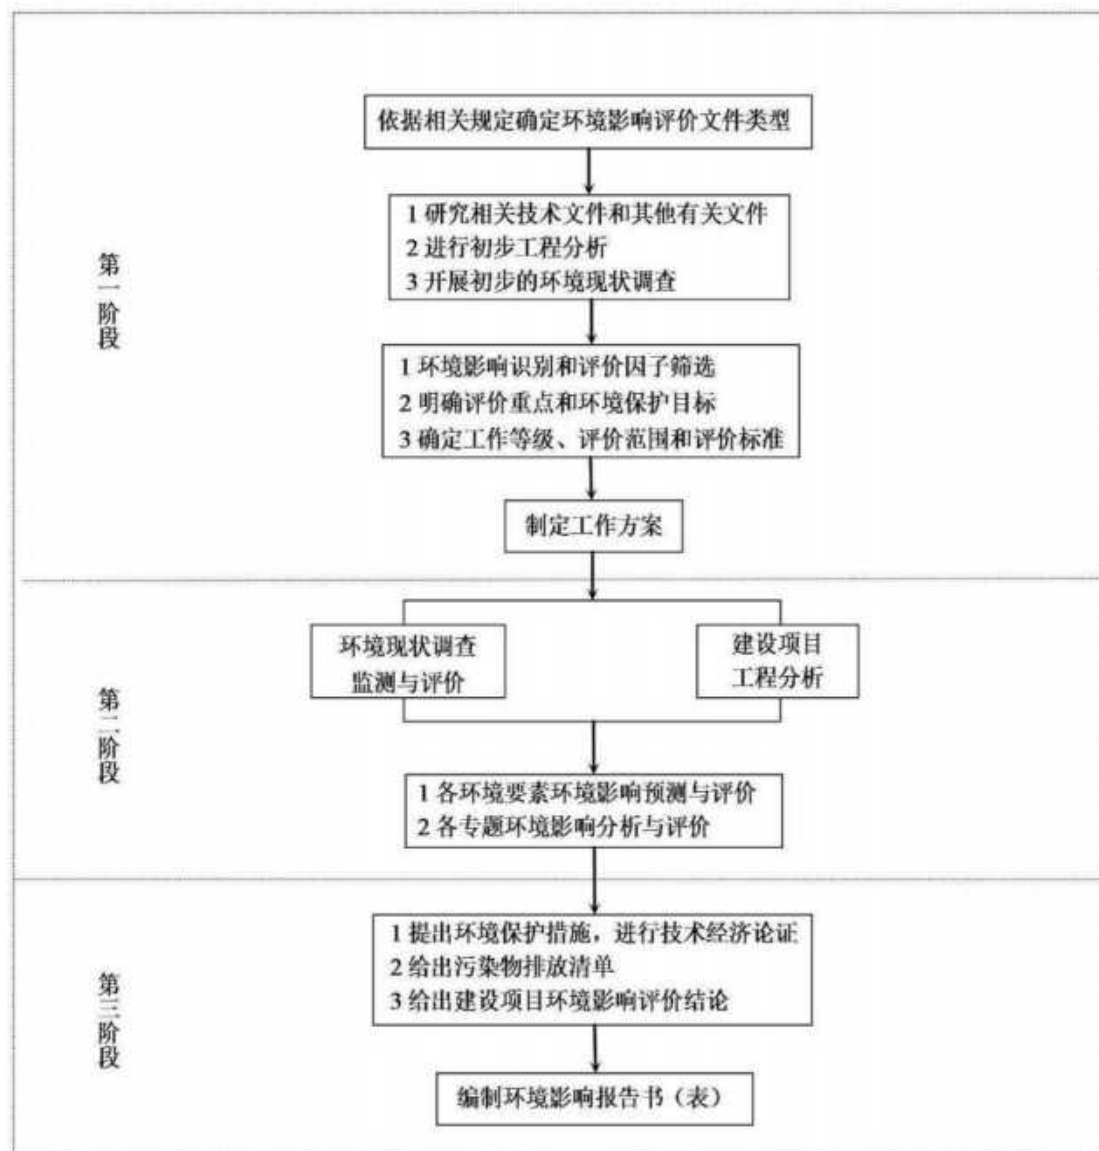 依据相关规定确定环境影响评价文件类型
第一阶段
1 研究相关技术文件和其他有关文件
2 进行初步工程分析
3 开展初步的环境现状调查
1 环境影响识别和评价因子筛选
2 明确评价重点和环境保护目标
3 确定工作等级、评价范围和评价标准
制定工作方案
第二阶段
环境现状调查
监测与评价
建设项目
工程分析
1 各环境要素环境影响预测与评价
2 各专题环境影响分析与评价
第三阶段
1 提出环境保护措施，进行技术经济论证
2 给出污染物排放清单
3 给出建设项目环境影响评价结论
编制环境影响报告书（表）